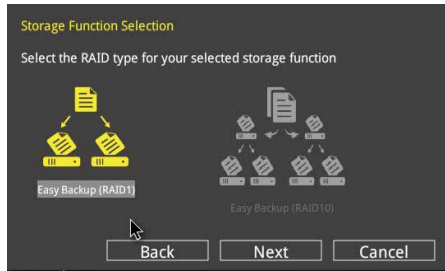 Storage Function Selection
Select the RAID type for your selected storage function
Easy Backup (RAID1)
Easy Backup (RAID10)
Back Next Cancel